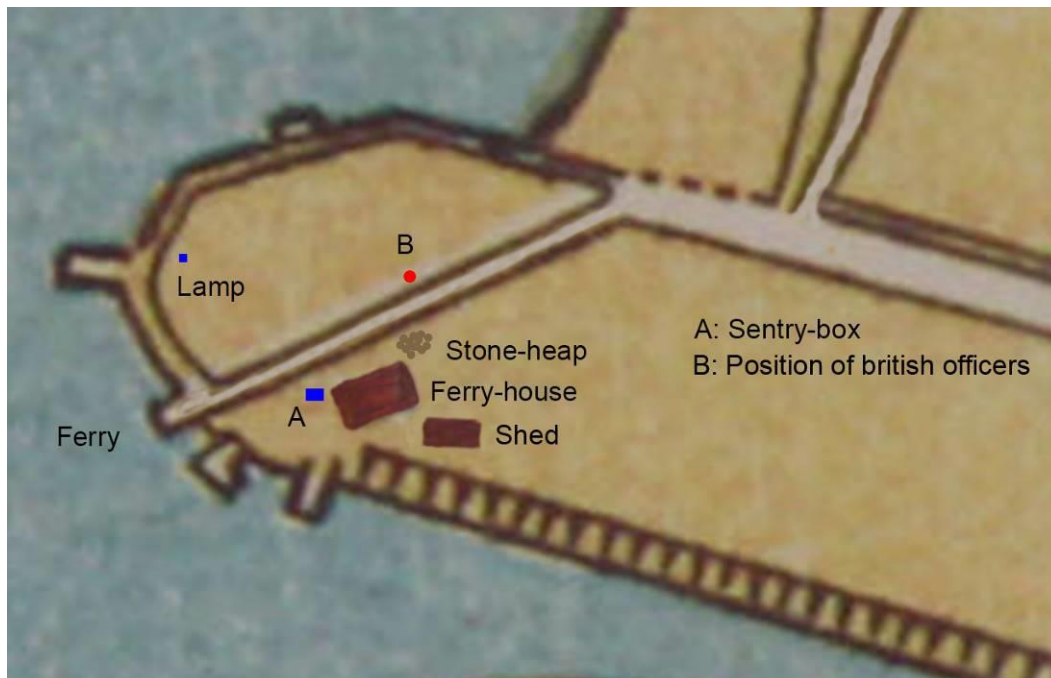 B
Lamp
Stone-heap
A: Sentry-box
B: Position of british officers
Ferry-house
A
Ferry
Shed